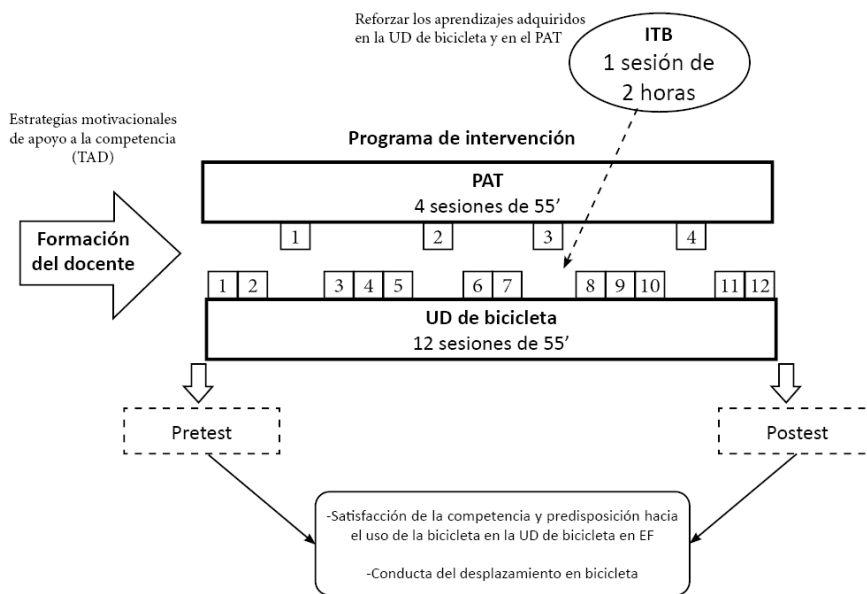 Reforzar los aprendizajes adquiridos
en la UD de bicicleta y en el PAT
ITB
1 sesión de
2 horas
Estrategias motivacionales
de apoyo a la competencia
(TAD)
Programa de intervención
PAT
4 sesiones de 55’
Formación
del docente
1 2 3 4
1 2 3 4 5 6 7 8 9 10 11 12
UD de bicicleta
12 sesiones de 55’
Pretest
Postest
-Satisfacción de la competencia y predisposición hacia
el uso de la bicicleta en la UD de bicicleta en EF
-Conducta del desplazamiento en bicicleta